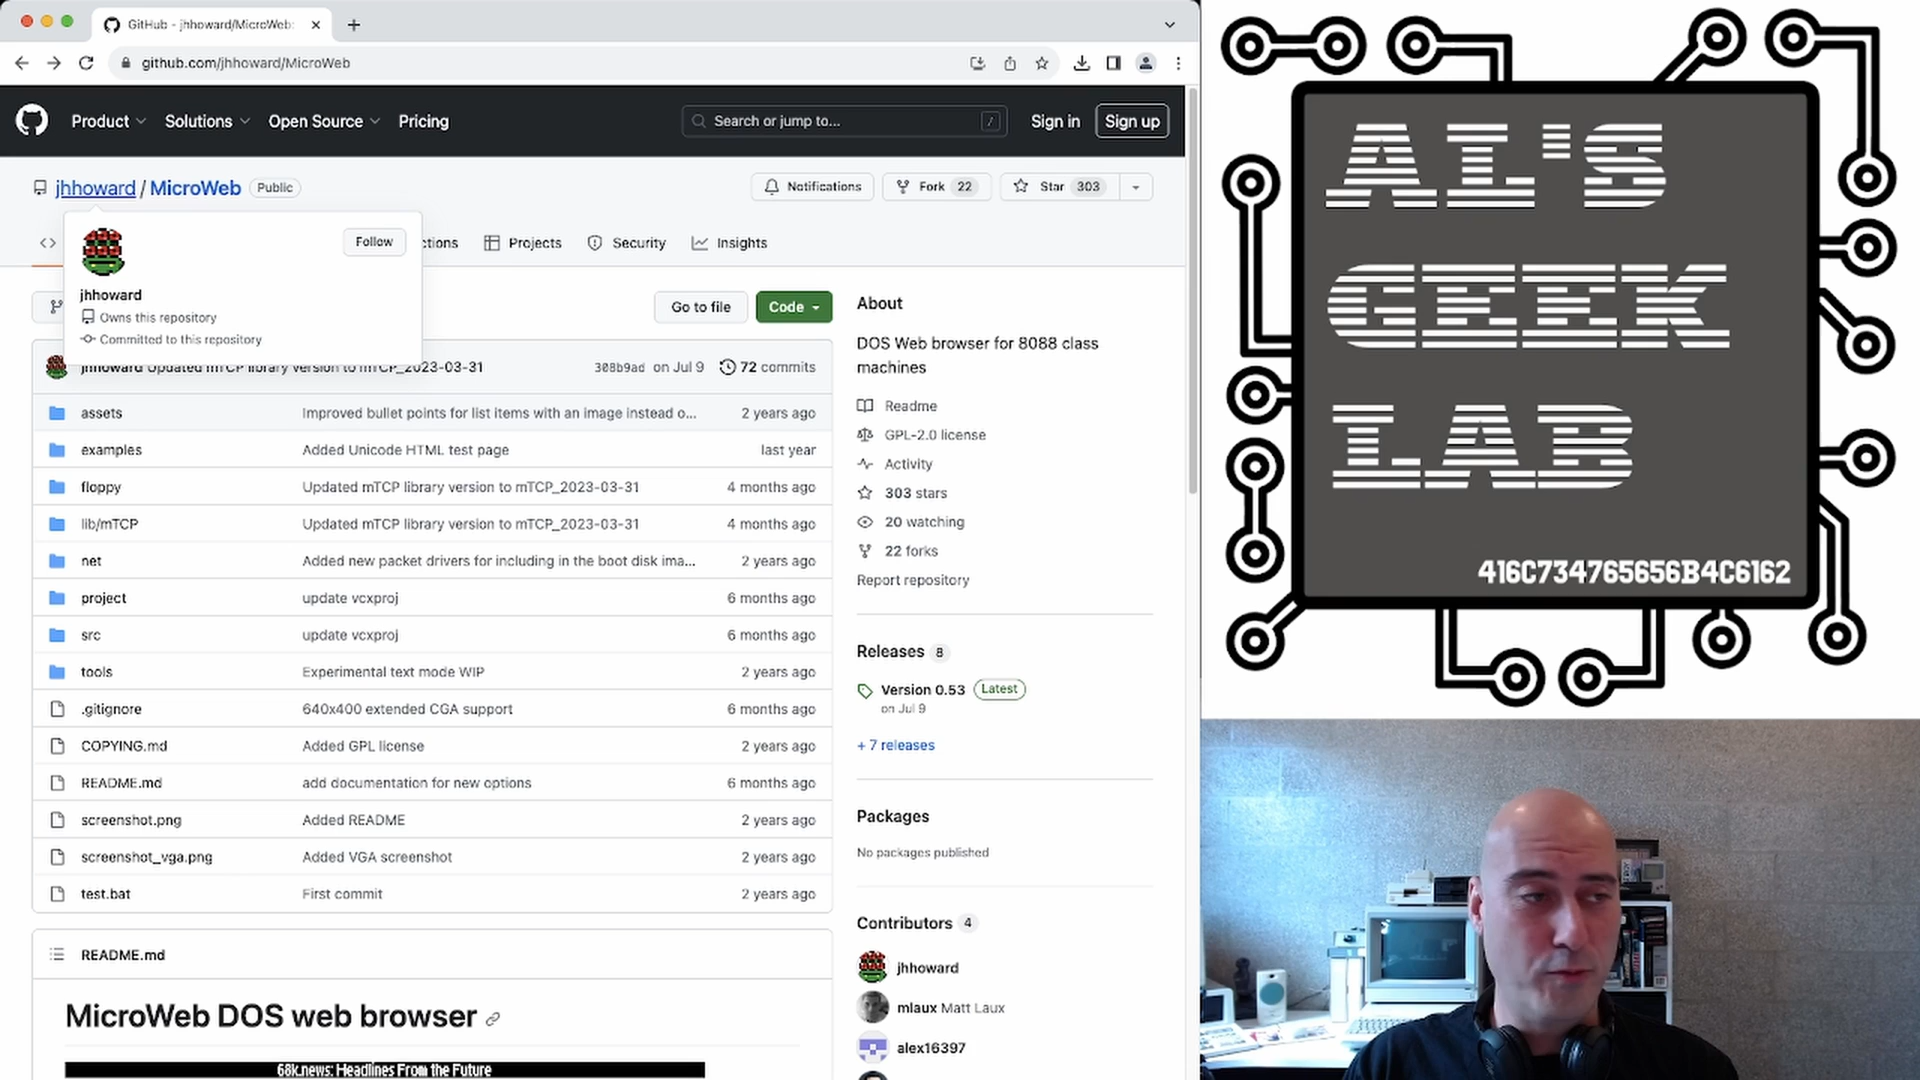 GitHub - jhhoward/MicroWeb:
github.com/jhhoward/MicroWeb
Product
Solutions
Open Source
Pricing
Search or jump to...
/
Sign in
Sign up
jhhoward / MicroWeb
Public
Notifications
Fork 22
Star 303
ctions
Projects
Security
Insights
Follow
jhhoward
Owns this repository
Committed to this repository
Go to file
Code
jhhoward Updated mTCP library version to mTCP_2023-03-31
308b9ad on Jul 9
72 commits
assets Improved bullet points for list items with an image instead o... 2 years ago
examples Added Unicode HTML test page last year
floppy Updated mTCP library version to mTCP_2023-03-31 4 months ago
lib/mTCP Updated mTCP library version to mTCP_2023-03-31 4 months ago
net Added new packet drivers for including in the boot disk ima... 2 years ago
project update vcxproj 6 months ago
src update vcxproj 6 months ago
tools Experimental text mode WIP 2 years ago
.gitignore 640x400 extended CGA support 6 months ago
COPYING.md Added GPL license 2 years ago
README.md add documentation for new options 6 months ago
screenshot.png Added README 2 years ago
screenshot_vga.png Added VGA screenshot 2 years ago
test.bat First commit 2 years ago
README.md
MicroWeb DOS web browser
68k.news: Headlines From the Future
About
DOS Web browser for 8088 class
machines
Readme
GPL-2.0 license
Activity
303 stars
20 watching
22 forks
Report repository
Releases 8
Version 0.53 Latest
on Jul 9
+ 7 releases
Packages
No packages published
Contributors 4
jhhoward
mlaux Matt Laux
alex16397
AL'S
GEEK
LAB
416C734765656B4C6162